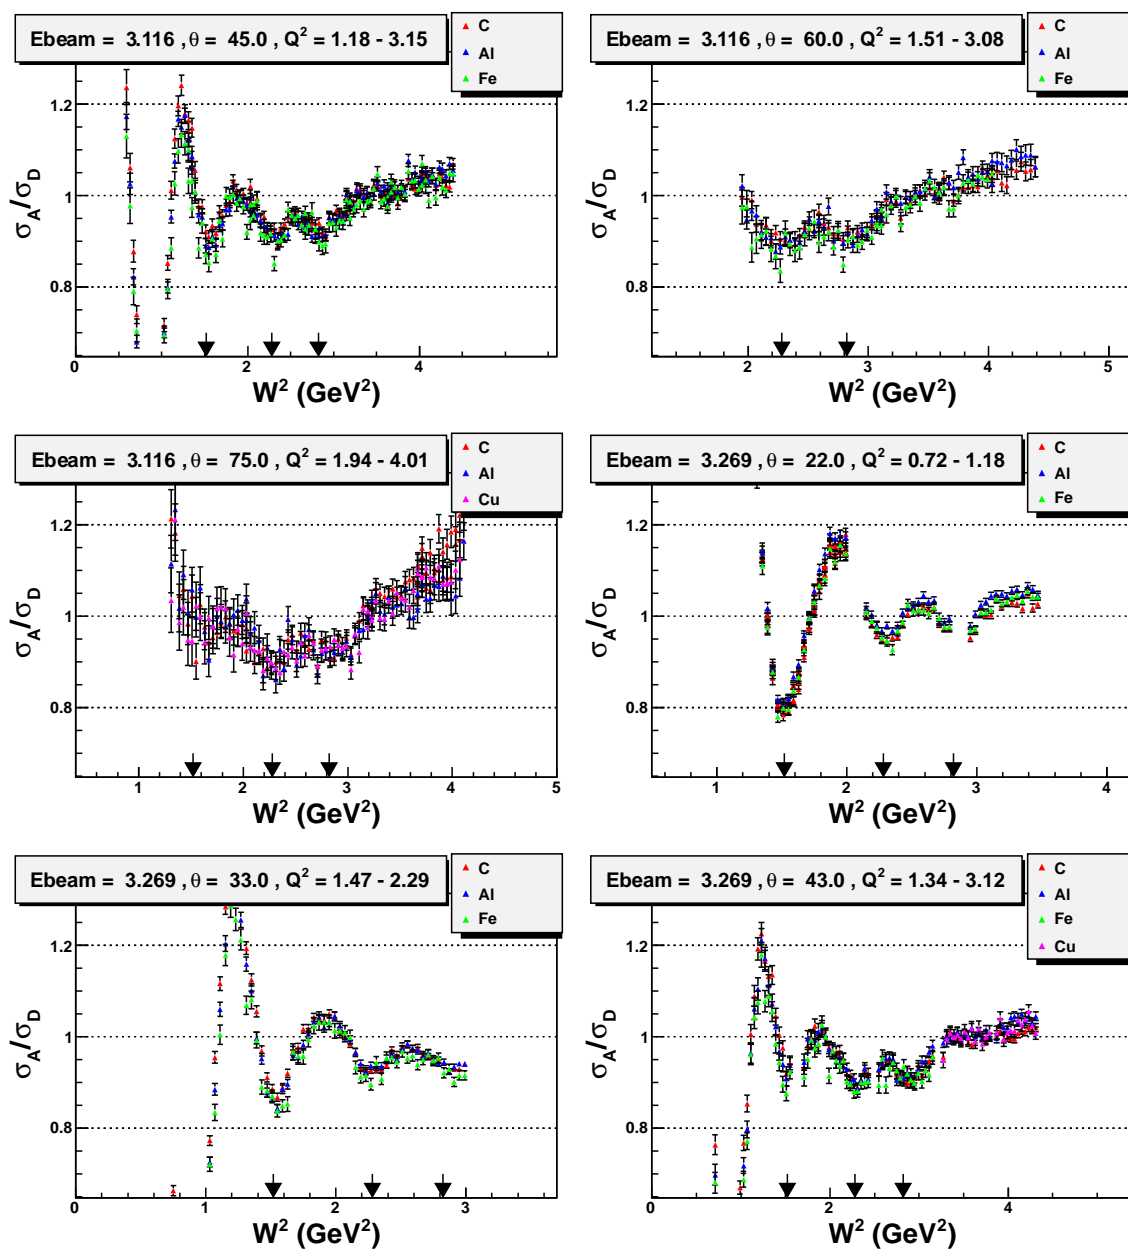 Ebeam = 3.116 , θ = 45.0 , Q² = 1.18 - 3.15
C
Al
Fe
1.2
1
0.8
σA/σD
0 2 4
W² (GeV²)
Ebeam = 3.116 , θ = 60.0 , Q² = 1.51 - 3.08
C
Al
Fe
1.2
1
0.8
σA/σD
2 3 4 5
W² (GeV²)
Ebeam = 3.116 , θ = 75.0 , Q² = 1.94 - 4.01
C
Al
Cu
1.2
1
0.8
σA/σD
1 2 3 4 5
W² (GeV²)
Ebeam = 3.269 , θ = 22.0 , Q² = 0.72 - 1.18
C
Al
Fe
1.2
1
0.8
σA/σD
1 2 3 4
W² (GeV²)
Ebeam = 3.269 , θ = 33.0 , Q² = 1.47 - 2.29
C
Al
Fe
1.2
1
0.8
σA/σD
0 1 2 3
W² (GeV²)
Ebeam = 3.269 , θ = 43.0 , Q² = 1.34 - 3.12
C
Al
Fe
Cu
1.2
1
0.8
σA/σD
0 2 4
W² (GeV²)